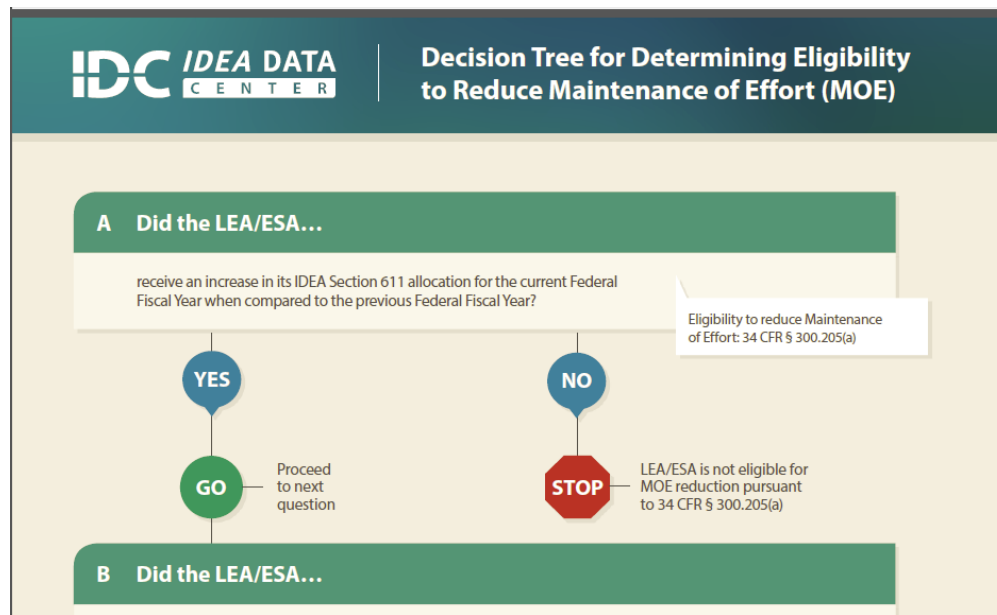 IDC IDEA DATA
CENTER
Decision Tree for Determining Eligibility
to Reduce Maintenance of Effort (MOE)
A Did the LEA/ESA…
receive an increase in its IDEA Section 611 allocation for the current Federal
Fiscal Year when compared to the previous Federal Fiscal Year?
Eligibility to reduce Maintenance
of Effort: 34 CFR § 300.205(a)
YES
NO
GO
Proceed
to next
question
STOP
LEA/ESA is not eligible for
MOE reduction pursuant
to 34 CFR § 300.205(a)
B Did the LEA/ESA…